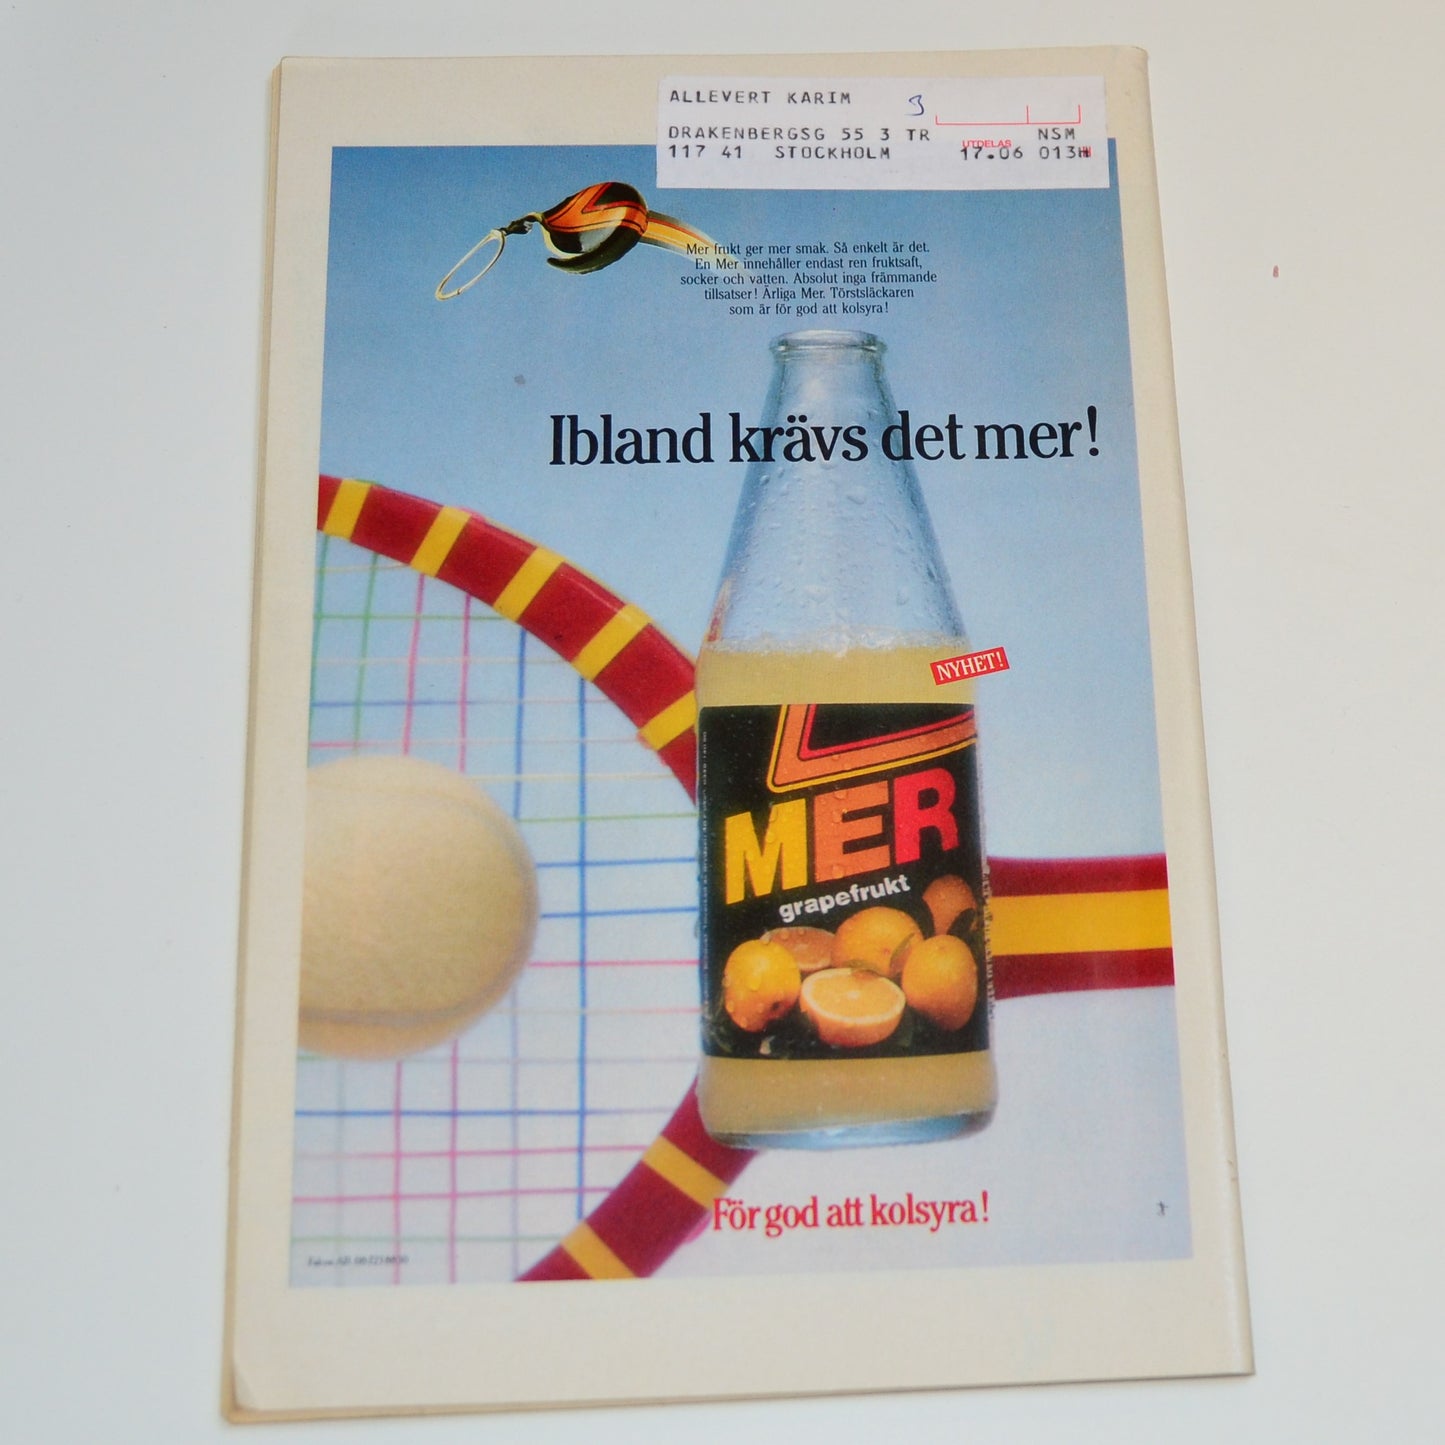 ALLEVERT KARIM
DRAKENBERGSG 55 3 TR NSM
UTDELAS
117 41 STOCKHOLM 17.06 013H
Mer frukt ger mer smak. Så enkelt är det.
En Mer innehåller endast ren fruktsaft,
socker och vatten. Absolut inga främmande
tillsatser! Ärliga Mer. Törstsläckaren
som är för god att kolsyra!
Ibland krävs det mer!
NYHET!
MER
grapefrukt
För god att kolsyra!